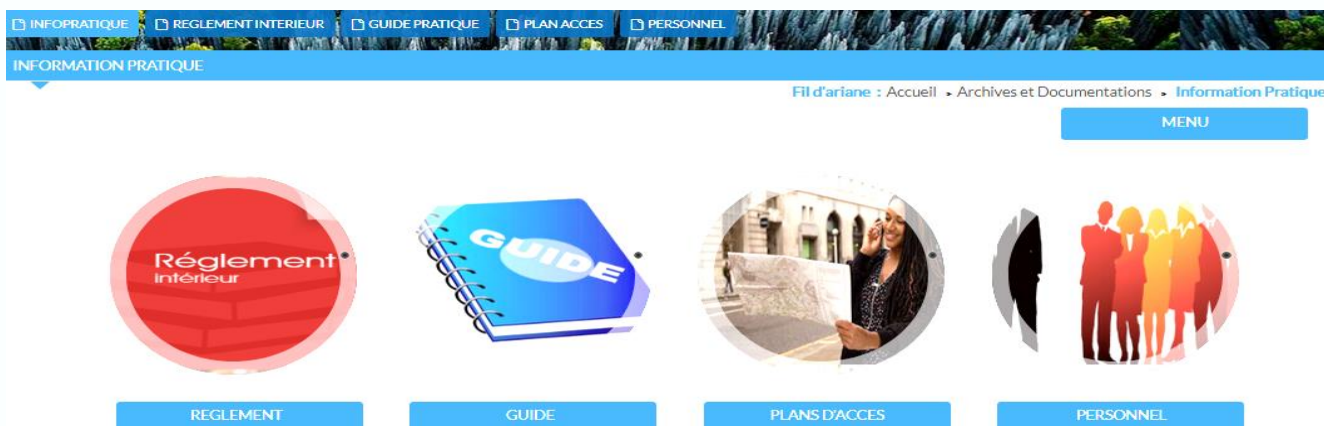 INFOPRATIQUE REGLEMENT INTERIEUR GUIDE PRATIQUE PLAN ACCES PERSONNEL
INFORMATION PRATIQUE
Fil d'ariane : Accueil ▸ Archives et Documentations ▸ Information Pratique
MENU
Réglement
intérieur
GUIDE
REGLEMENT GUIDE PLANS D'ACCES PERSONNEL